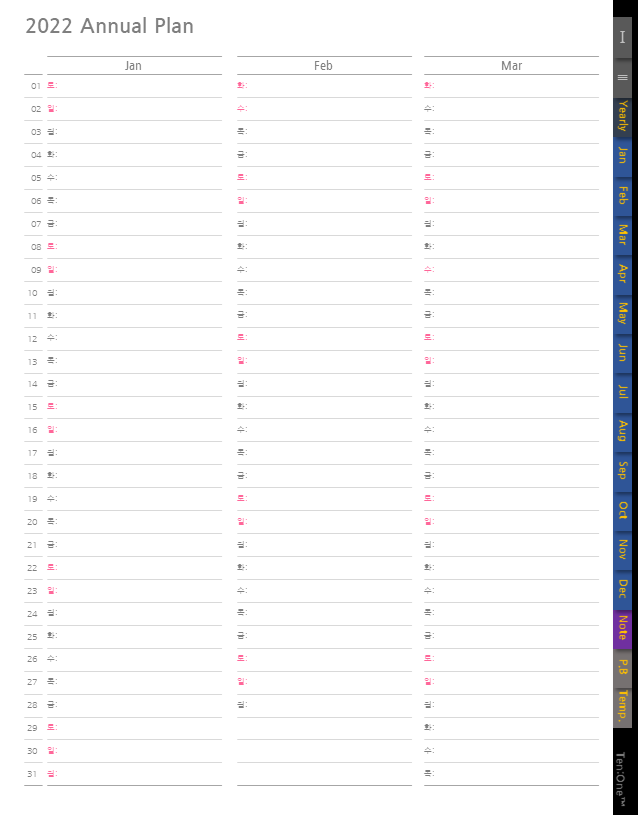 2022 Annual Plan
Jan Feb Mar
01 토: 화: 화:
02 일: 수: 수:
03 월: 목: 목:
04 화: 금: 금:
05 수: 토: 토:
06 목: 일: 일:
07 금: 월: 월:
08 토: 화: 화:
09 일: 수: 수:
10 월: 목: 목:
11 화: 금: 금:
12 수: 토: 토:
13 목: 일: 일:
14 금: 월: 월:
15 토: 화: 화:
16 일: 수: 수:
17 월: 목: 목:
18 화: 금: 금:
19 수: 토: 토:
20 목: 일: 일:
21 금: 월: 월:
22 토: 화: 화:
23 일: 수: 수:
24 월: 목: 목:
25 화: 금: 금:
26 수: 토: 토:
27 목: 일: 일:
28 금: 월: 월:
29 토: 화:
30 일: 수:
31 월: 목:
I
Yearly
Jan
Feb
Mar
Apr
May
Jun
Jul
Aug
Sep
Oct
Nov
Dec
Note
P.B
Temp.
Ten:One™